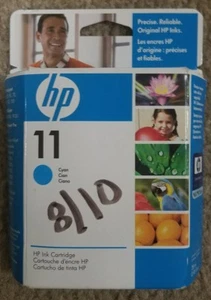 Precise. Reliable.
Original HP Inks.
Les encres HP
d'origine : précises
et fiables.
hp
11
Cyan
Cian
Ciano
8/10
HP Ink Cartridge
Cartouche d'encre HP
Cartucho de tinta HP